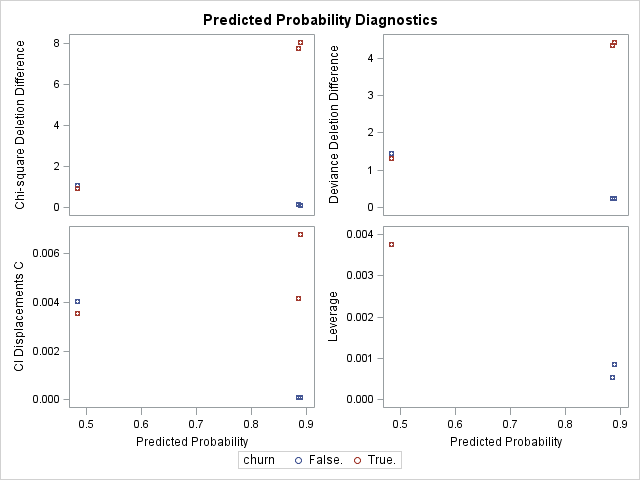 Predicted Probability Diagnostics
Chi-square Deletion Difference
8
6
4
2
0
Deviance Deletion Difference
4
3
2
1
0
CI Displacements C
0.006
0.004
0.002
0.000
0.5 0.6 0.7 0.8 0.9
Predicted Probability
Leverage
0.004
0.003
0.002
0.001
0.000
0.5 0.6 0.7 0.8 0.9
Predicted Probability
churn False. True.